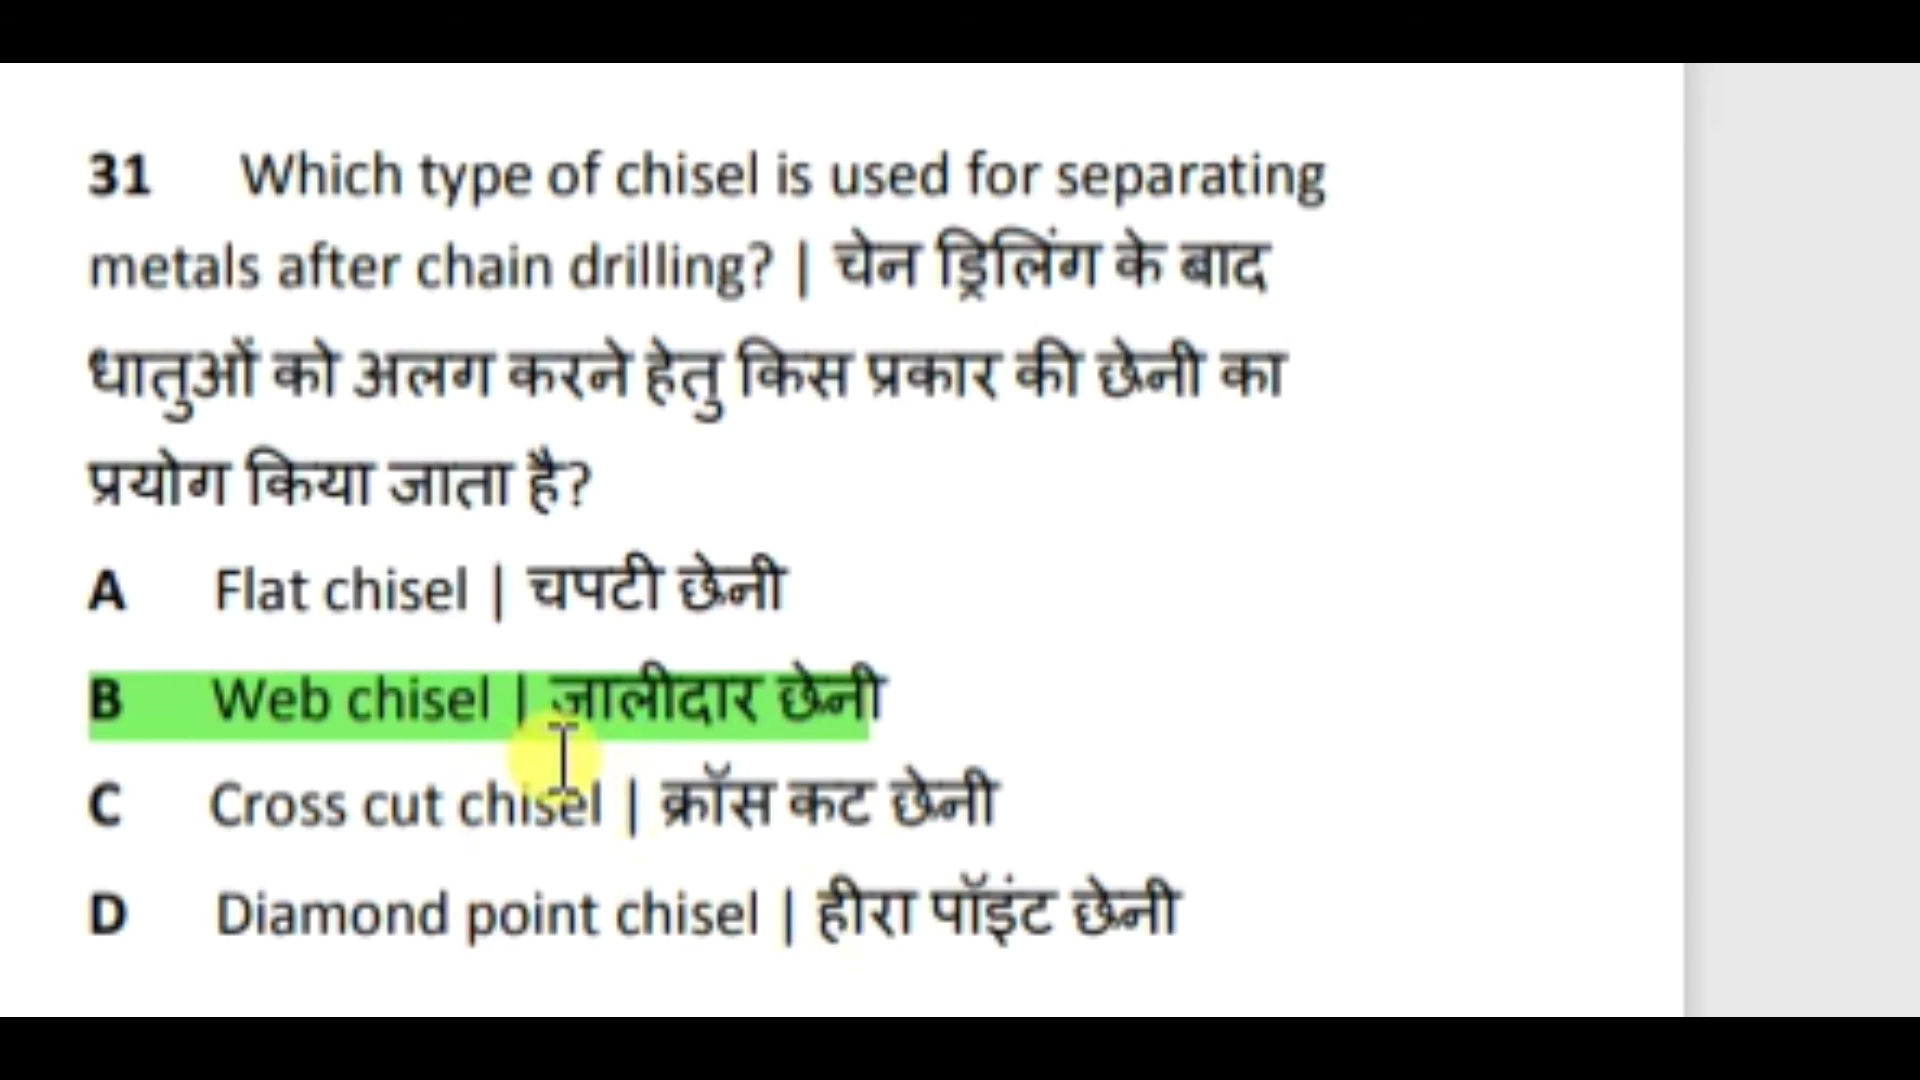 31 Which type of chisel is used for separating
metals after chain drilling? | चेन ड्रिलिंग के बाद
धातुओं को अलग करने हेतु किस प्रकार की छेनी का
प्रयोग किया जाता है?
A Flat chisel | चपटी छेनी
B Web chisel | जालीदार छेनी
C Cross cut chisel | क्रॉस कट छेनी
D Diamond point chisel | हीरा पॉइंट छेनी